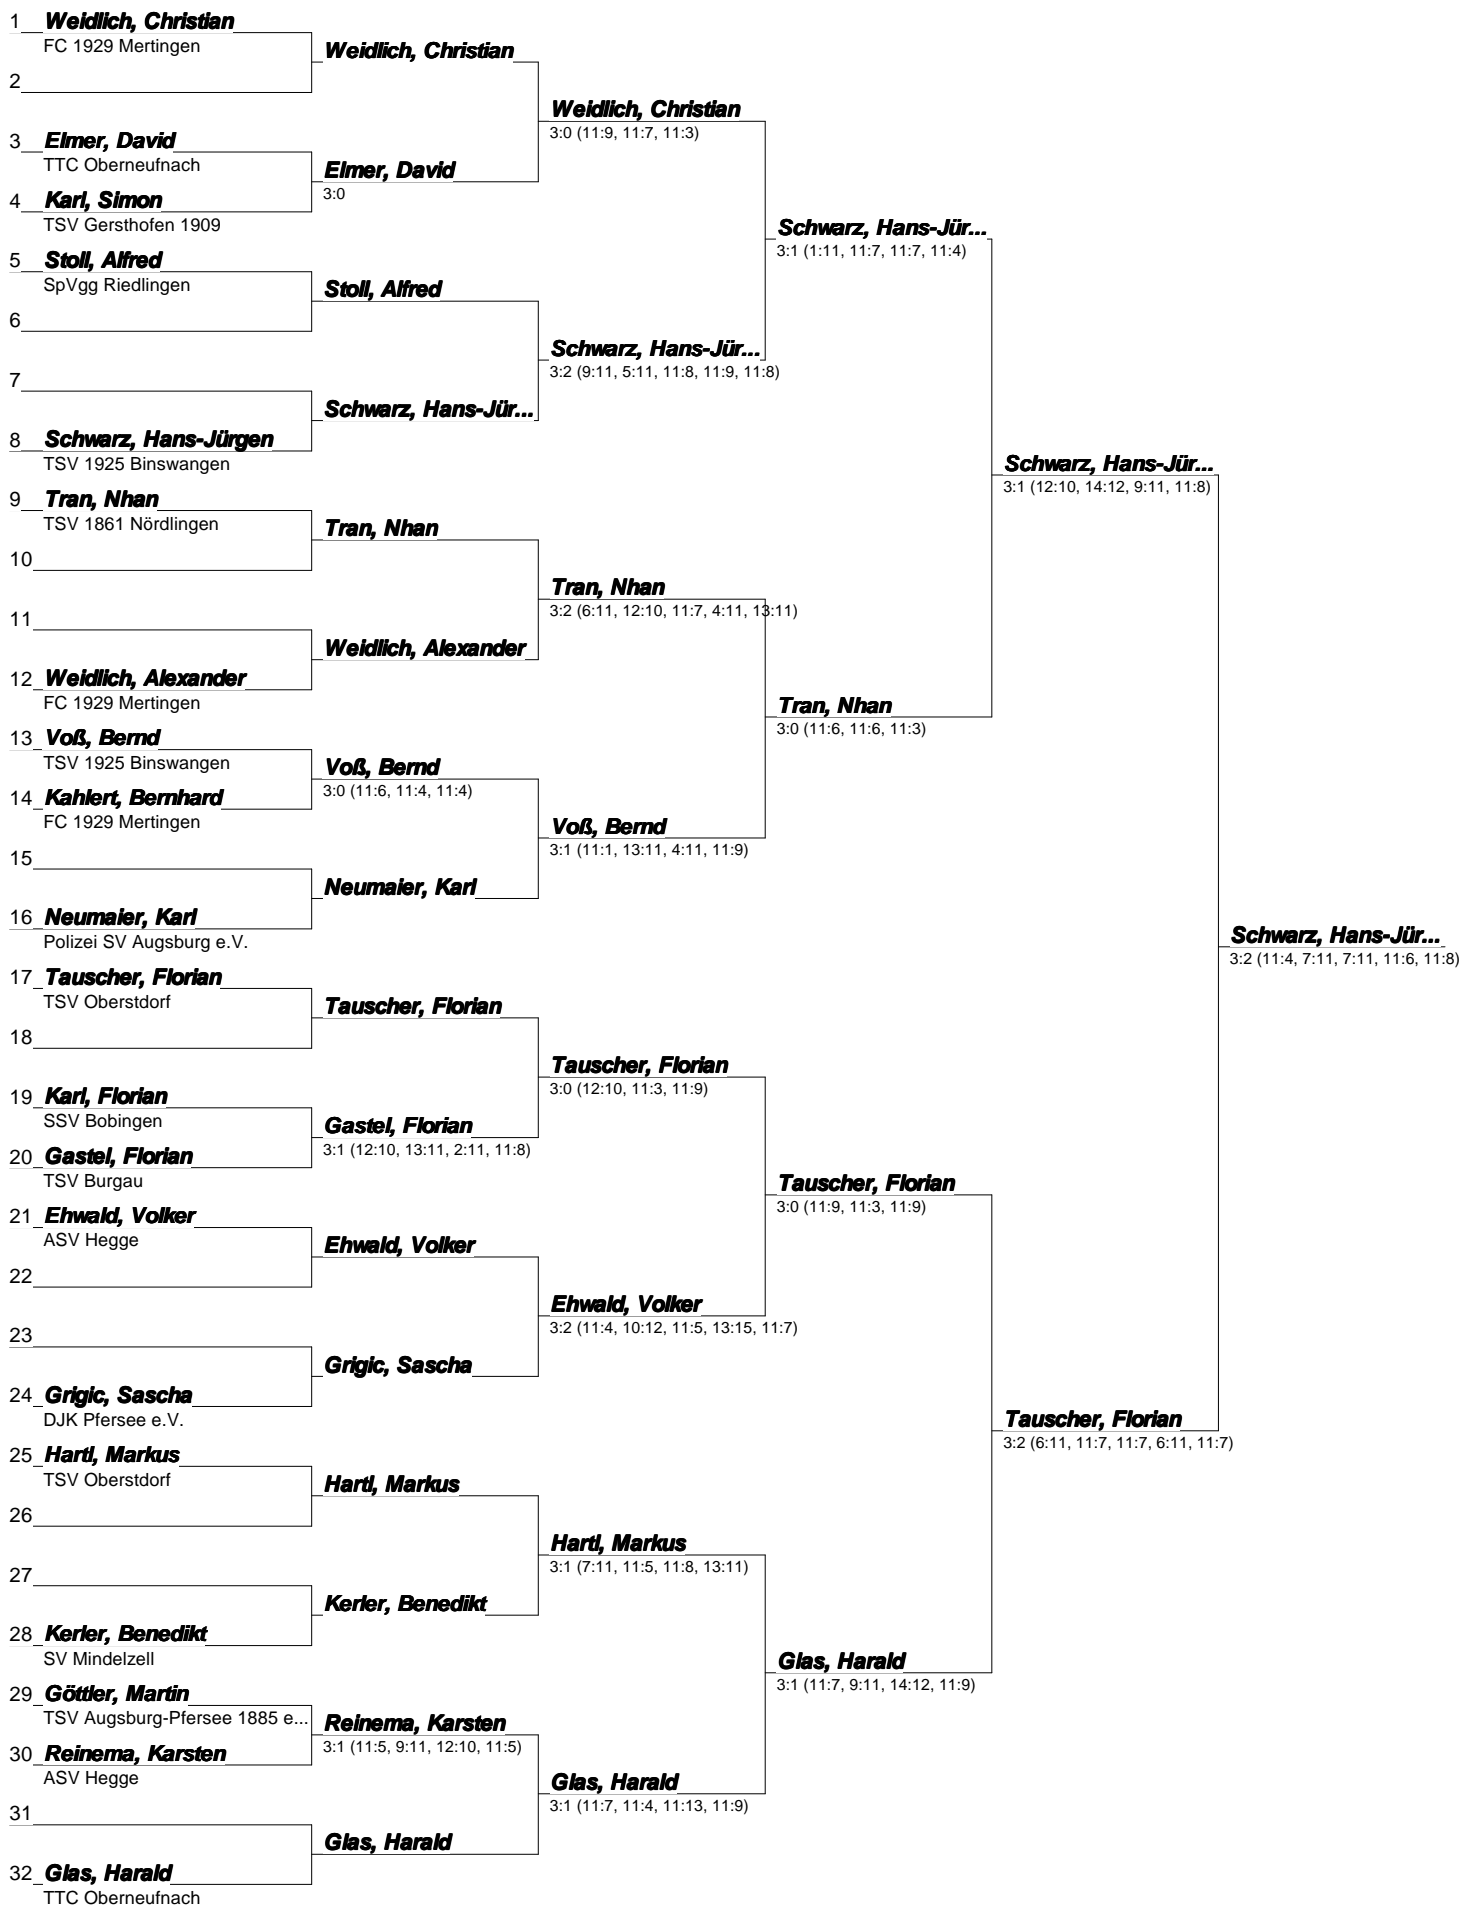 1 Weidlich, Christian
FC 1929 Mertingen
2
3 Elmer, David
TTC Oberneufnach
4 Karl, Simon
TSV Gersthofen 1909
5 Stoll, Alfred
SpVgg Riedlingen
6
7
8 Schwarz, Hans-Jürgen
TSV 1925 Binswangen
9 Tran, Nhan
TSV 1861 Nördlingen
10
11
12 Weidlich, Alexander
FC 1929 Mertingen
13 Voß, Bernd
TSV 1925 Binswangen
14 Kahlert, Bernhard
FC 1929 Mertingen
15
16 Neumaier, Karl
Polizei SV Augsburg e.V.
17 Tauscher, Florian
TSV Oberstdorf
18
19 Karl, Florian
SSV Bobingen
20 Gastel, Florian
TSV Burgau
21 Ehwald, Volker
ASV Hegge
22
23
24 Grigic, Sascha
DJK Pfersee e.V.
25 Hartl, Markus
TSV Oberstdorf
26
27
28 Kerler, Benedikt
SV Mindelzell
29 Göttler, Martin
TSV Augsburg-Pfersee 1885 e...
30 Reinema, Karsten
ASV Hegge
31
32 Glas, Harald
TTC Oberneufnach
Weidlich, Christian
Elmer, David
3:0
Stoll, Alfred
Schwarz, Hans-Jür...
Tran, Nhan
Weidlich, Alexander
Voß, Bernd
3:0 (11:6, 11:4, 11:4)
Neumaier, Karl
Tauscher, Florian
Gastel, Florian
3:1 (12:10, 13:11, 2:11, 11:8)
Ehwald, Volker
Grigic, Sascha
Hartl, Markus
Kerler, Benedikt
Reinema, Karsten
3:1 (11:5, 9:11, 12:10, 11:5)
Glas, Harald
Weidlich, Christian
3:0 (11:9, 11:7, 11:3)
Schwarz, Hans-Jür...
3:2 (9:11, 5:11, 11:8, 11:9, 11:8)
Tran, Nhan
3:2 (6:11, 12:10, 11:7, 4:11, 13:11)
Voß, Bernd
3:1 (11:1, 13:11, 4:11, 11:9)
Tauscher, Florian
3:0 (12:10, 11:3, 11:9)
Ehwald, Volker
3:2 (11:4, 10:12, 11:5, 13:15, 11:7)
Hartl, Markus
3:1 (7:11, 11:5, 11:8, 13:11)
Glas, Harald
3:1 (11:7, 11:4, 11:13, 11:9)
Schwarz, Hans-Jür...
3:1 (1:11, 11:7, 11:7, 11:4)
Tran, Nhan
3:0 (11:6, 11:6, 11:3)
Tauscher, Florian
3:0 (11:9, 11:3, 11:9)
Glas, Harald
3:1 (11:7, 9:11, 14:12, 11:9)
Schwarz, Hans-Jür...
3:1 (12:10, 14:12, 9:11, 11:8)
Tauscher, Florian
3:2 (6:11, 11:7, 11:7, 6:11, 11:7)
Schwarz, Hans-Jür...
3:2 (11:4, 7:11, 7:11, 11:6, 11:8)